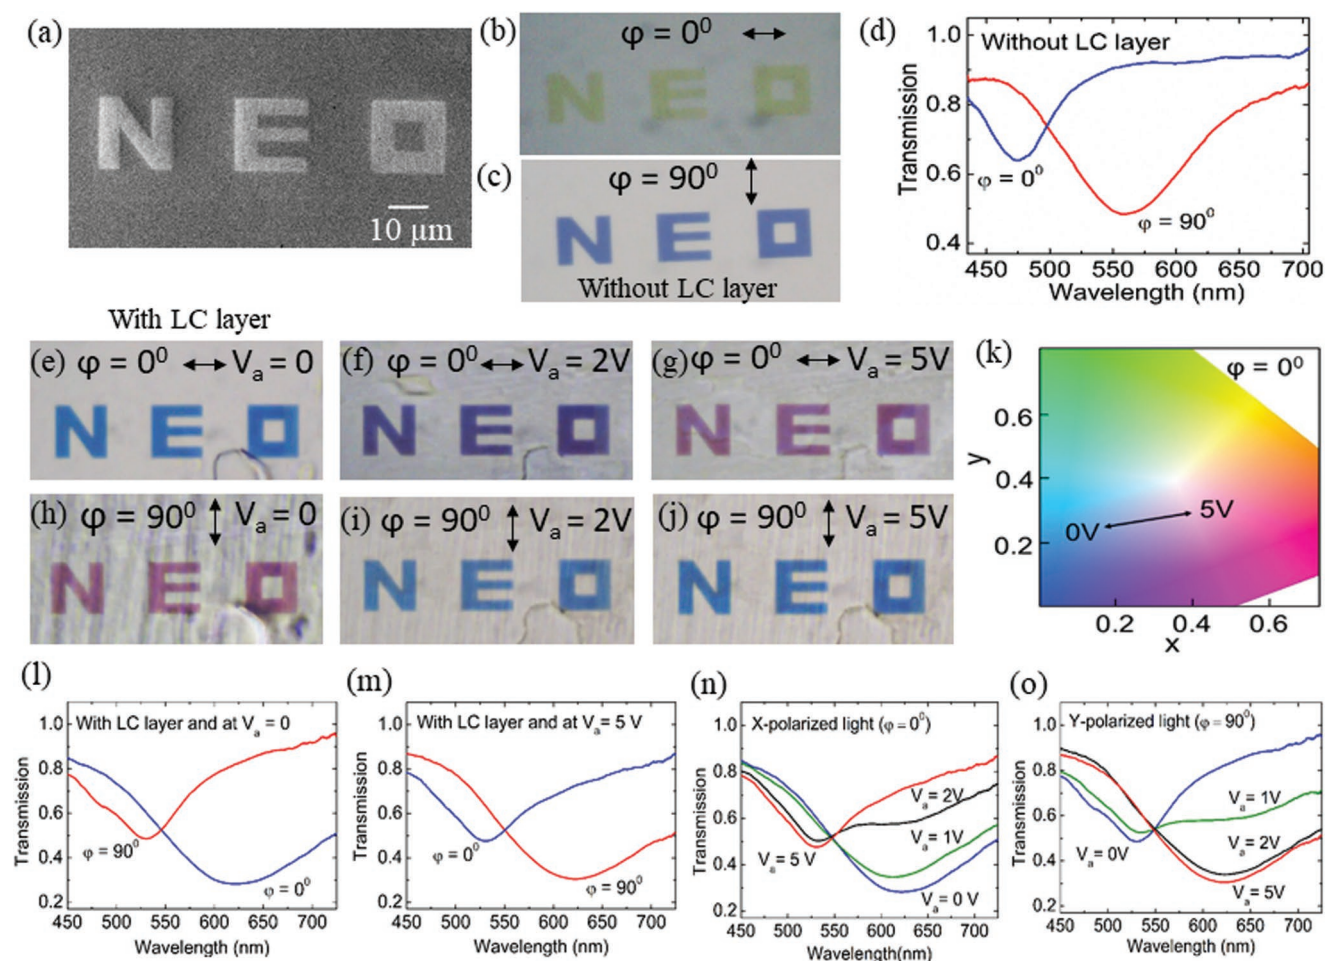 (a)
N E O
10 µm
(b)
φ = 0⁰
N E O
(c)
φ = 90⁰
N E O
Without LC layer
(d)
Without LC layer
1.0
0.8
0.6
0.4
Transmission
φ = 0⁰
φ = 90⁰
450 500 550 600 650 700
Wavelength (nm)
With LC layer
(e) φ = 0⁰ Vₐ = 0
N E O
(f) φ = 0⁰ Vₐ = 2V
N E O
(g) φ = 0⁰ Vₐ = 5V
N E O
(h) φ = 90⁰ Vₐ = 0
N E O
(i) φ = 90⁰ Vₐ = 2V
N E O
(j) φ = 90⁰ Vₐ = 5V
N E O
(k)
φ = 0⁰
0.6
0.4
0.2
y
0V
5V
0.2 0.4 0.6
x
(l)
With LC layer and at Vₐ = 0
1.0
0.8
0.6
0.4
0.2
Transmission
φ = 90⁰
φ = 0⁰
450 500 550 600 650 700
Wavelength (nm)
(m)
With LC layer and at Vₐ = 5 V
1.0
0.8
0.6
0.4
0.2
Transmission
φ = 0⁰
φ = 90⁰
450 500 550 600 650 700
Wavelength (nm)
(n)
X-polarized light (φ = 0⁰)
1.0
0.8
0.6
0.4
0.2
Transmission
Vₐ = 2V
Vₐ = 1V
Vₐ = 5 V
Vₐ = 0 V
450 500 550 600 650 700
Wavelength(nm)
(o)
Y-polarized light (φ = 90⁰)
1.0
0.8
0.6
0.4
0.2
Transmission
Vₐ = 1V
Vₐ = 2V
Vₐ = 0V
Vₐ = 5V
450 500 550 600 650 700
Wavelength (nm)